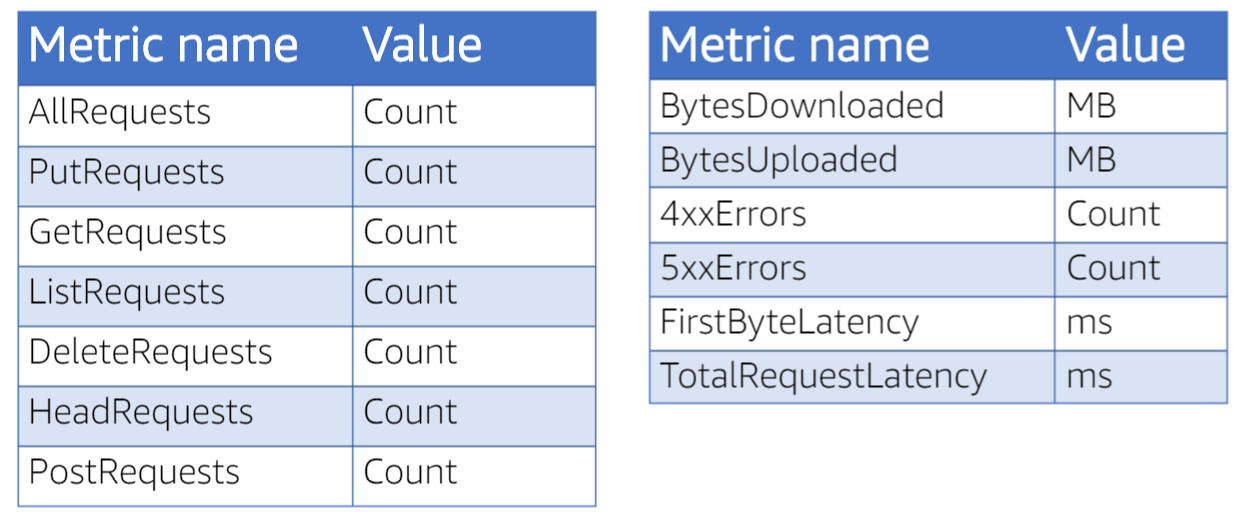 Metric name Value
AllRequests Count
PutRequests Count
GetRequests Count
ListRequests Count
DeleteRequests Count
HeadRequests Count
PostRequests Count
Metric name Value
BytesDownloaded MB
BytesUploaded MB
4xxErrors Count
5xxErrors Count
FirstByteLatency ms
TotalRequestLatency ms